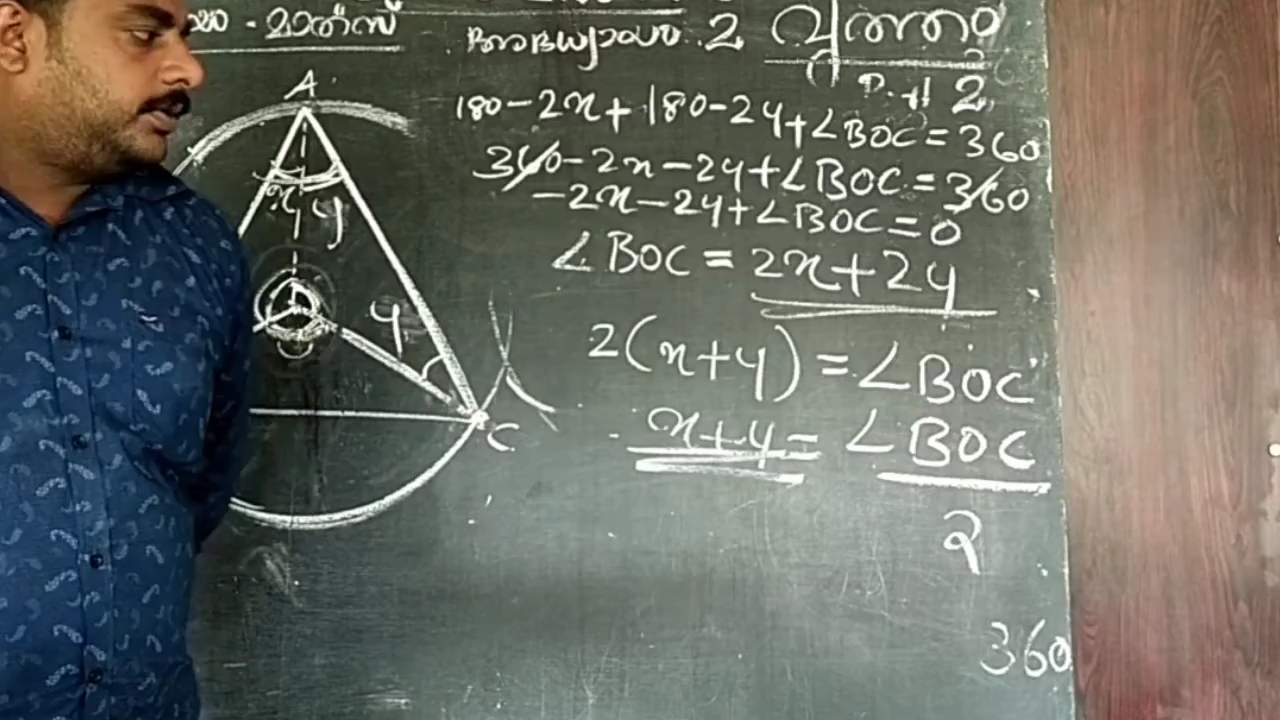 - മാത്സ്
അദ്ധ്യായം 2 വൃത്തം
2
180-2x+180-2y+∠BOC=360
360-2x-2y+∠BOC=360
-2x-2y+∠BOC=0
∠BOC=2x+2y
2(x+y)=∠BOC
x+y=∠BOC
2
360
A
x y
y
O
C